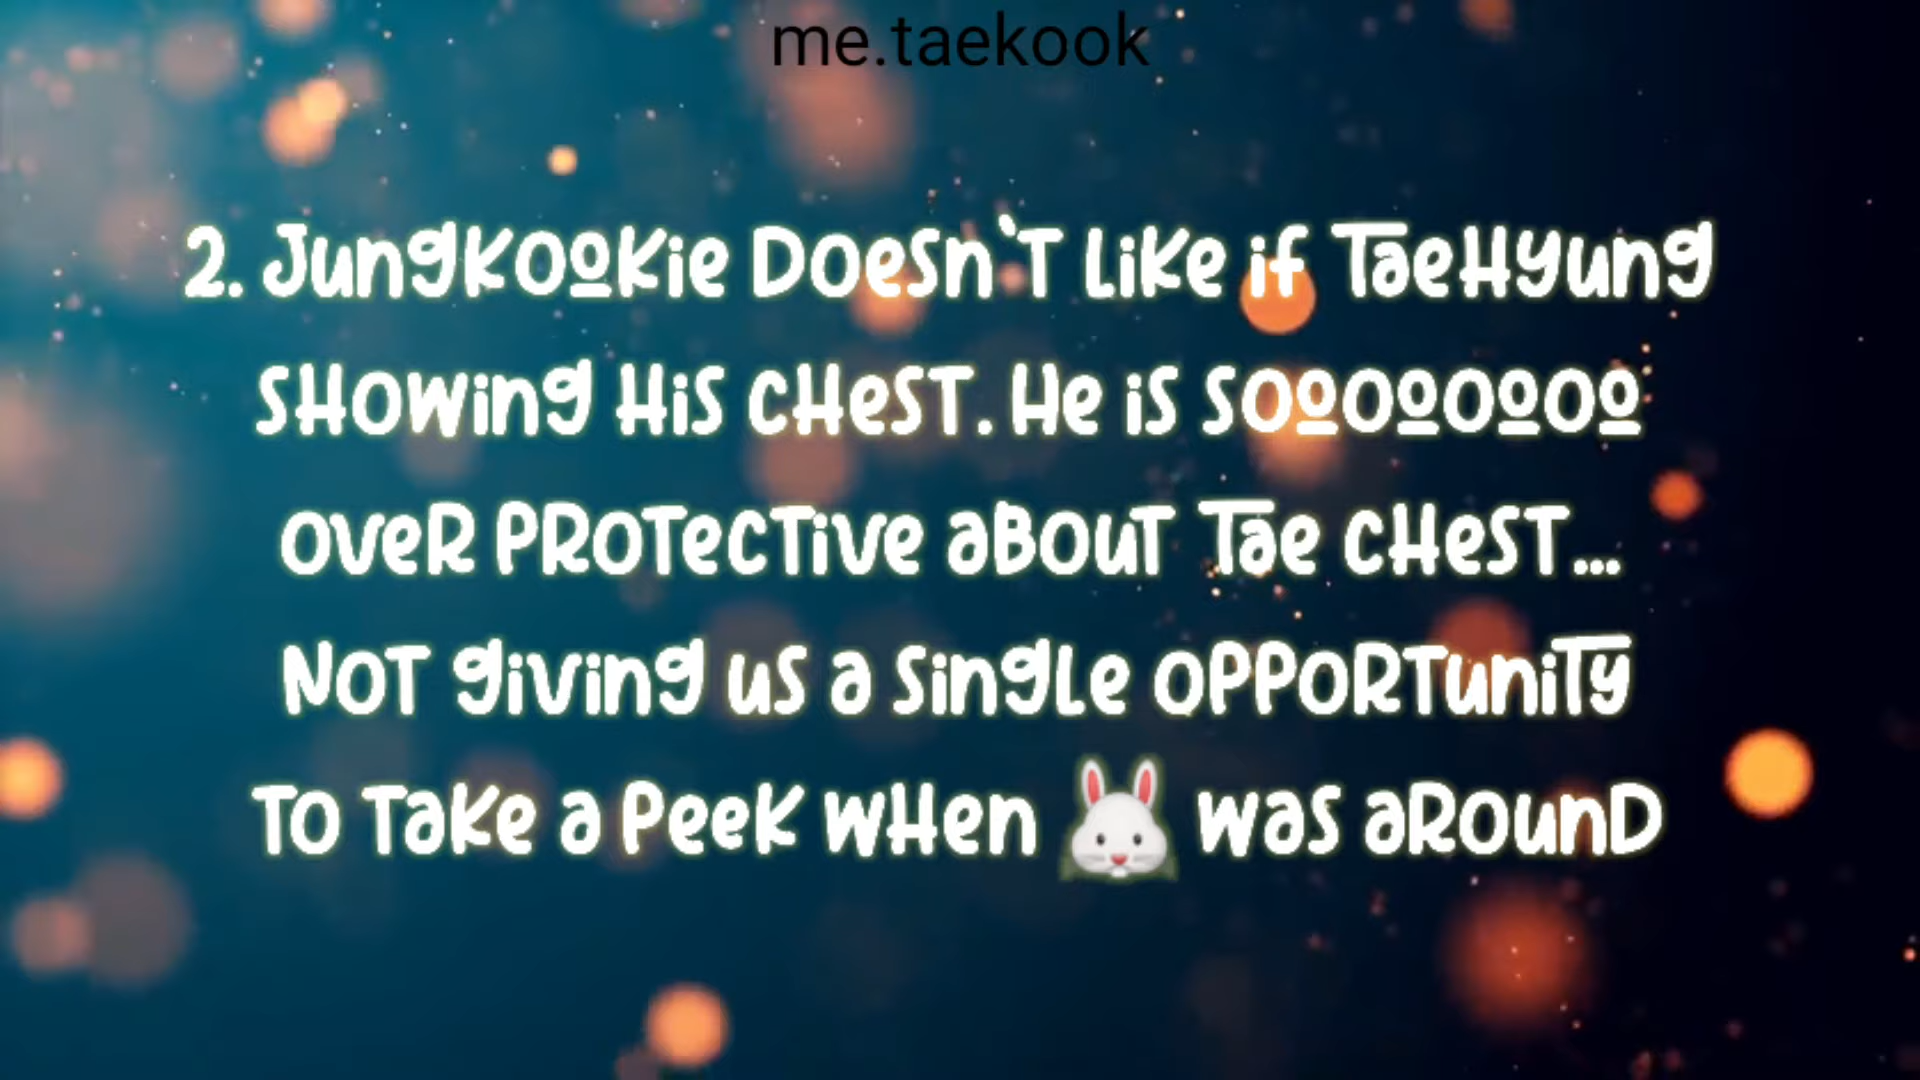 me.taekook
2. Jungkookie Doesn't like if Taehyung
showing his chest. He is soooooooo
over protective about Tae chest...
Not giving us a single opportunity
to take a peek when 🐰 was around